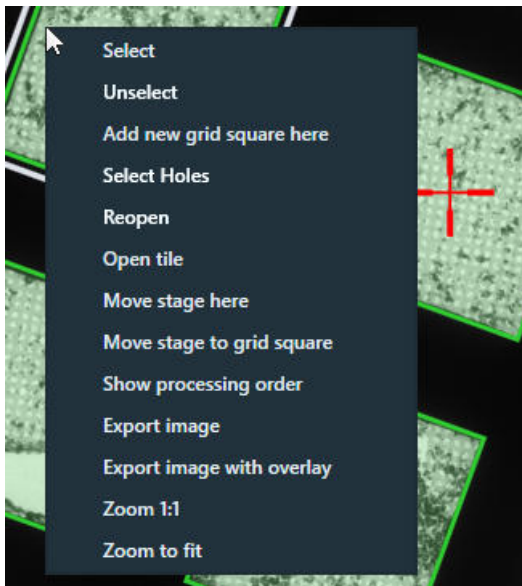 Select
Unselect
Add new grid square here
Select Holes
Reopen
Open tile
Move stage here
Move stage to grid square
Show processing order
Export image
Export image with overlay
Zoom 1:1
Zoom to fit